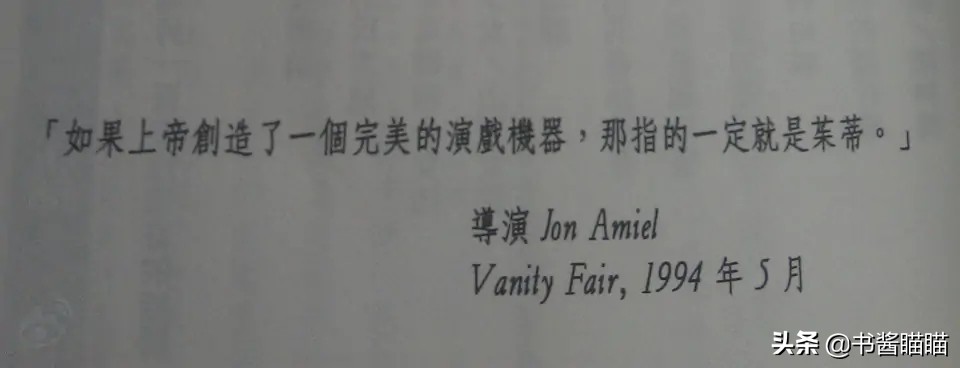 「如果上帝創造了一個完美的演戲機器，那指的一定就是茱蒂。」
導演 Jon Amiel
Vanity Fair, 1994 年 5 月
头条 @书酱瞄瞄